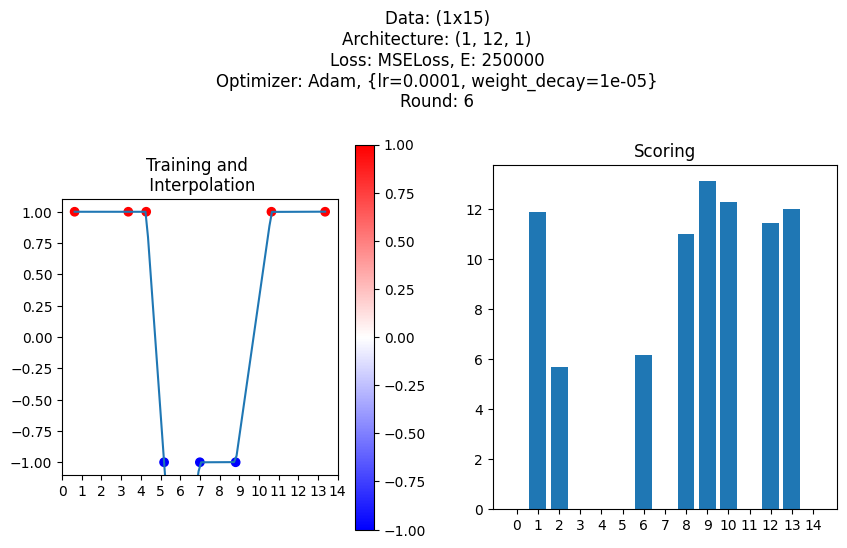 Data: (1x15)
Architecture: (1, 12, 1)
Loss: MSELoss, E: 250000
Optimizer: Adam, {lr=0.0001, weight_decay=1e-05}
Round: 6
Training and
Interpolation
1.00
0.75
0.50
0.25
0.00
−0.25
−0.50
−0.75
−1.00
0 1 2 3 4 5 6 7 8 9 10 11 12 13 14
1.00
0.75
0.50
0.25
0.00
−0.25
−0.50
−0.75
−1.00
Scoring
12
10
8
6
4
2
0
0 1 2 3 4 5 6 7 8 9 10 11 12 13 14